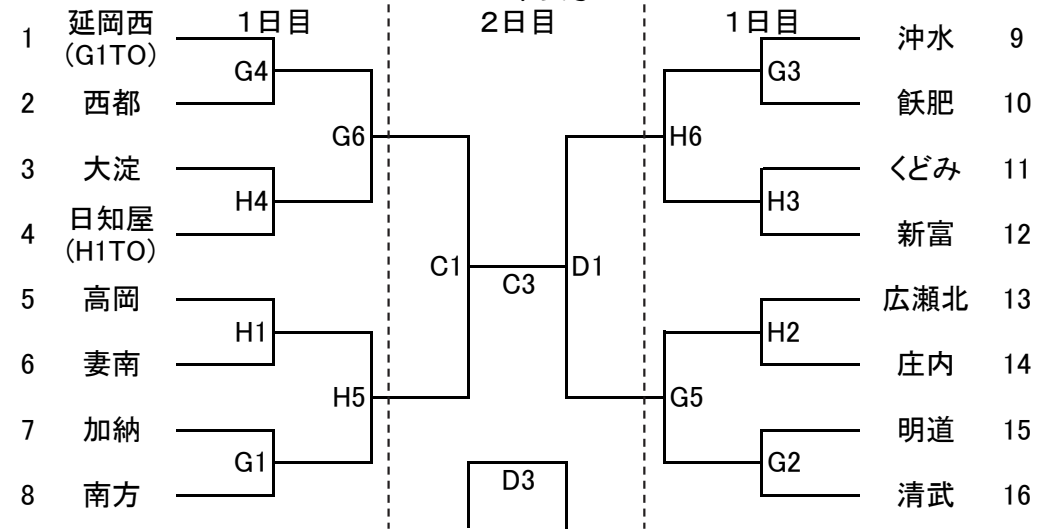 1日目 2日目 1日目
1 延岡西 沖水 9
(G1TO)
G4 G3
2 西都 飫肥 10
G6 H6
3 大淀 くどみ 11
H4 H3
4 日知屋 新富 12
(H1TO)
C1 C3 D1
5 高岡 広瀬北 13
H1 H2
6 妻南 庄内 14
H5 G5
7 加納 明道 15
G1 G2
D3
8 南方 清武 16